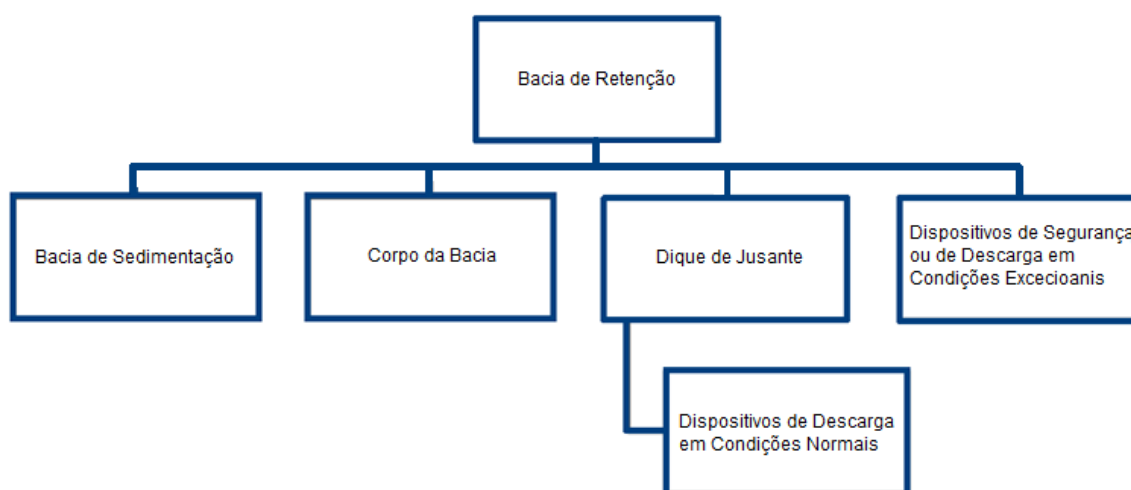 Bacia de Retenção
Bacia de Sedimentação
Corpo da Bacia
Dique de Jusante
Dispositivos de Segurança
ou de Descarga em
Condições Excecioanis
Dispositivos de Descarga
em Condições Normais